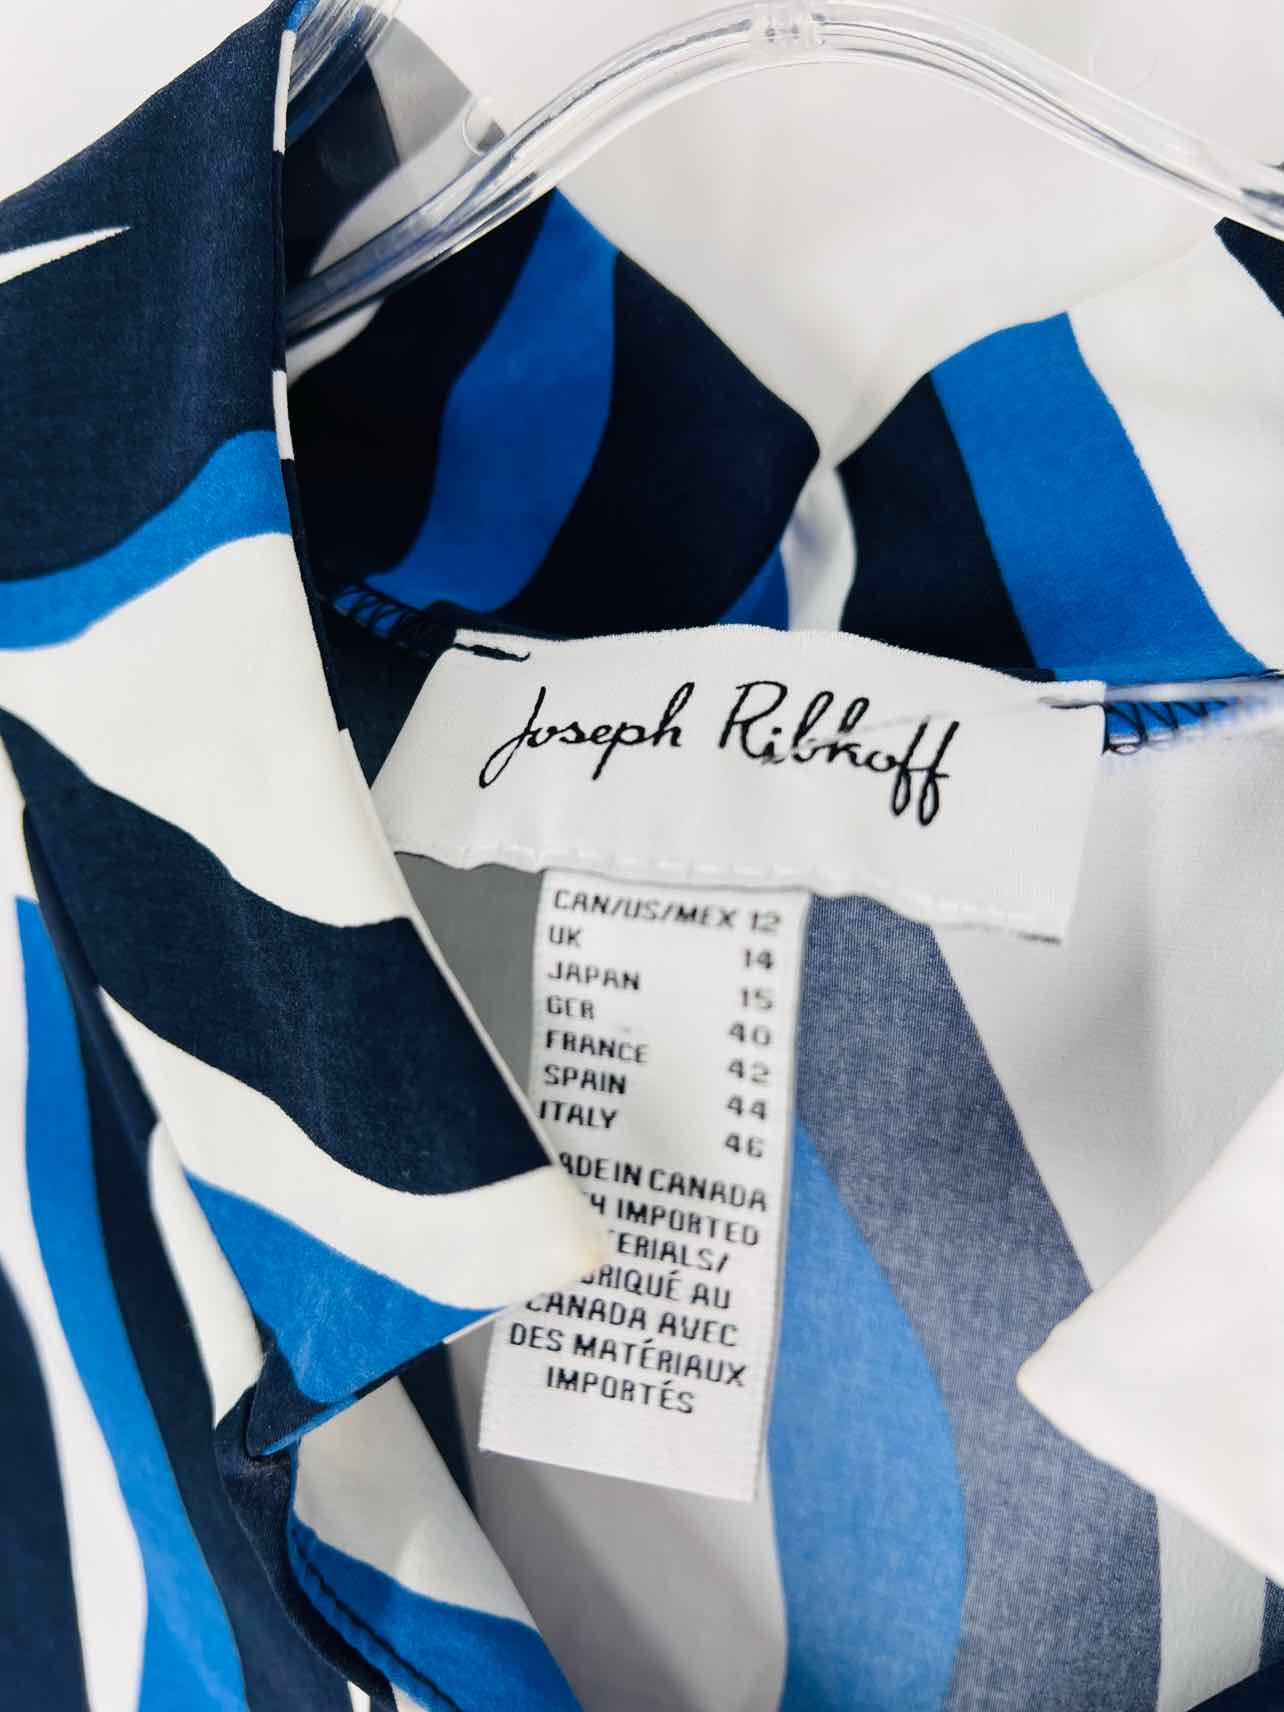 Joseph Ribkoff
CAN/US/MEX 12
UK 14
JAPAN 15
GER 40
FRANCE 42
SPAIN 44
ITALY 46
IN CANADA
IMPORTED
AU
CANADA AVEC
DES MATÉRIAUX
IMPORTÉS